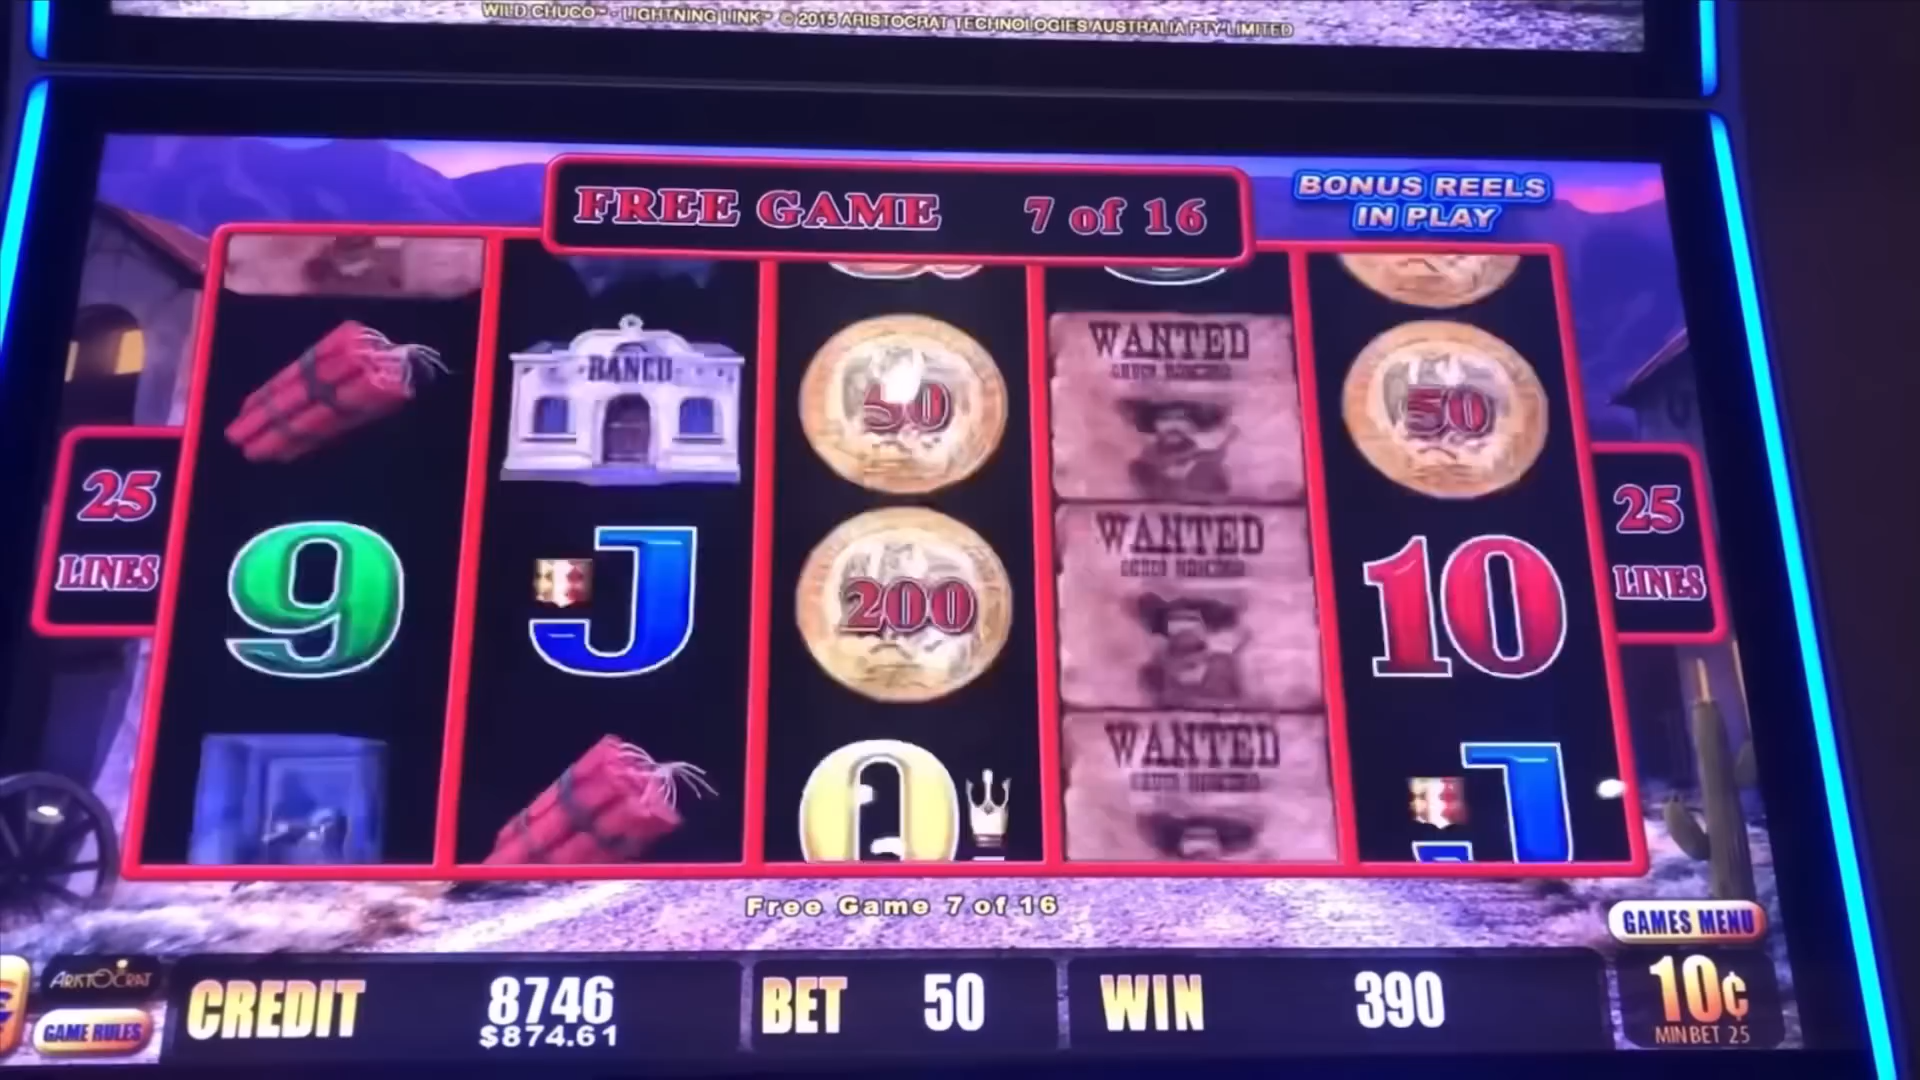 WILD CHUCO™ - LIGHTNING LINK™ © 2015 ARISTOCRAT TECHNOLOGIES AUSTRALIA PTY LIMITED
FREE GAME 7 of 16
BONUS REELS
IN PLAY
BANCO
50
WANTED
50
25
LINES
9
J
200
WANTED
10
25
LINES
Q
WANTED
J
Free Game 7 of 16
GAMES MENU
ARISTOCRAT
GAME RULES
CREDIT 8746
$874.61
BET 50
WIN 390
10¢
MIN BET 25